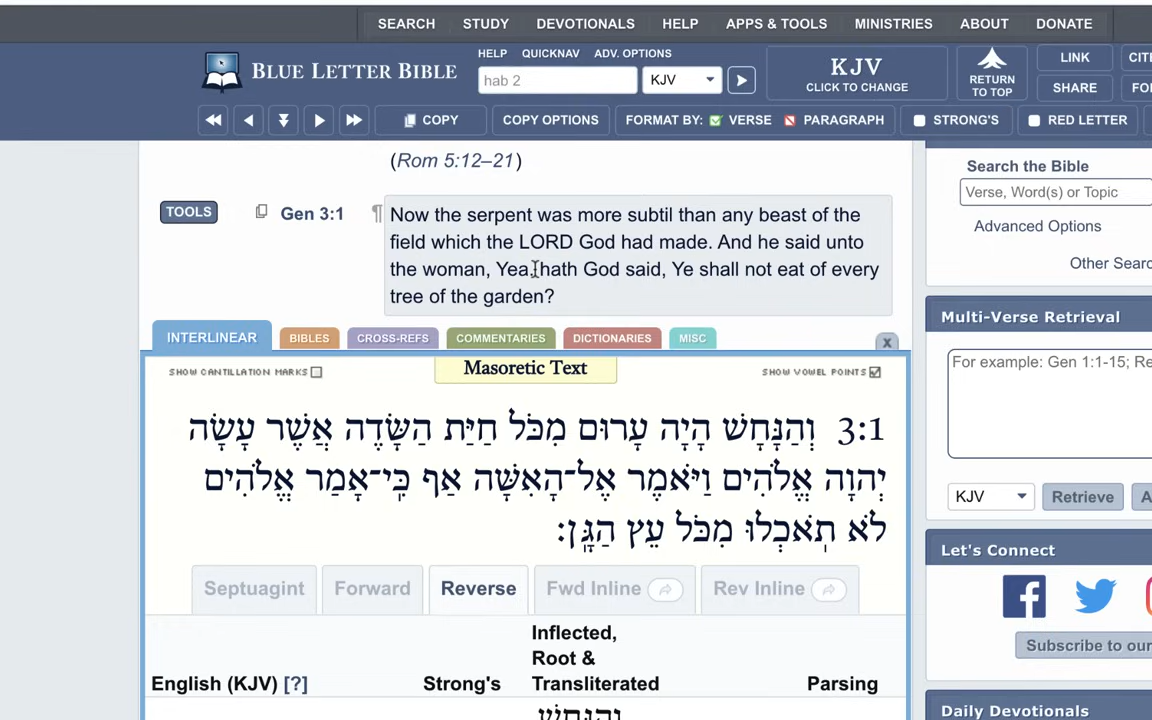 SEARCH STUDY DEVOTIONALS HELP APPS & TOOLS MINISTRIES ABOUT DONATE
BLUE LETTER BIBLE
HELP QUICKNAV ADV. OPTIONS
hab 2 KJV
KJV
CLICK TO CHANGE
RETURN
TO TOP
LINK
SHARE
COPY COPY OPTIONS FORMAT BY: VERSE PARAGRAPH STRONG'S RED LETTER
(Rom 5:12–21)
TOOLS Gen 3:1 ¶ Now the serpent was more subtil than any beast of the
field which the LORD God had made. And he said unto
the woman, Yea, hath God said, Ye shall not eat of every
tree of the garden?
INTERLINEAR BIBLES CROSS-REFS COMMENTARIES DICTIONARIES MISC X
SHOW CANTILLATION MARKS Masoretic Text SHOW VOWEL POINTS
3:1 וְהַנָּחָשׁ הָיָה עָרוּם מִכֹּל חַיַּת הַשָּׂדֶה אֲשֶׁר עָשָׂה
יְהוָה אֱלֹהִים וַיֹּאמֶר אֶל־הָאִשָּׁה אַף כִּי־אָמַר אֱלֹהִים
לֹא תֹאכְלוּ מִכֹּל עֵץ הַגָּן׃
Septuagint Forward Reverse Fwd Inline Rev Inline
Inflected,
Root &
English (KJV) [?] Strong's Transliterated Parsing
וְהַנָּחָשׁ
Search the Bible
Verse, Word(s) or Topic
Advanced Options
Multi-Verse Retrieval
For example: Gen 1:1-15;
KJV Retrieve
Let's Connect
Subscribe to our
Daily Devotionals